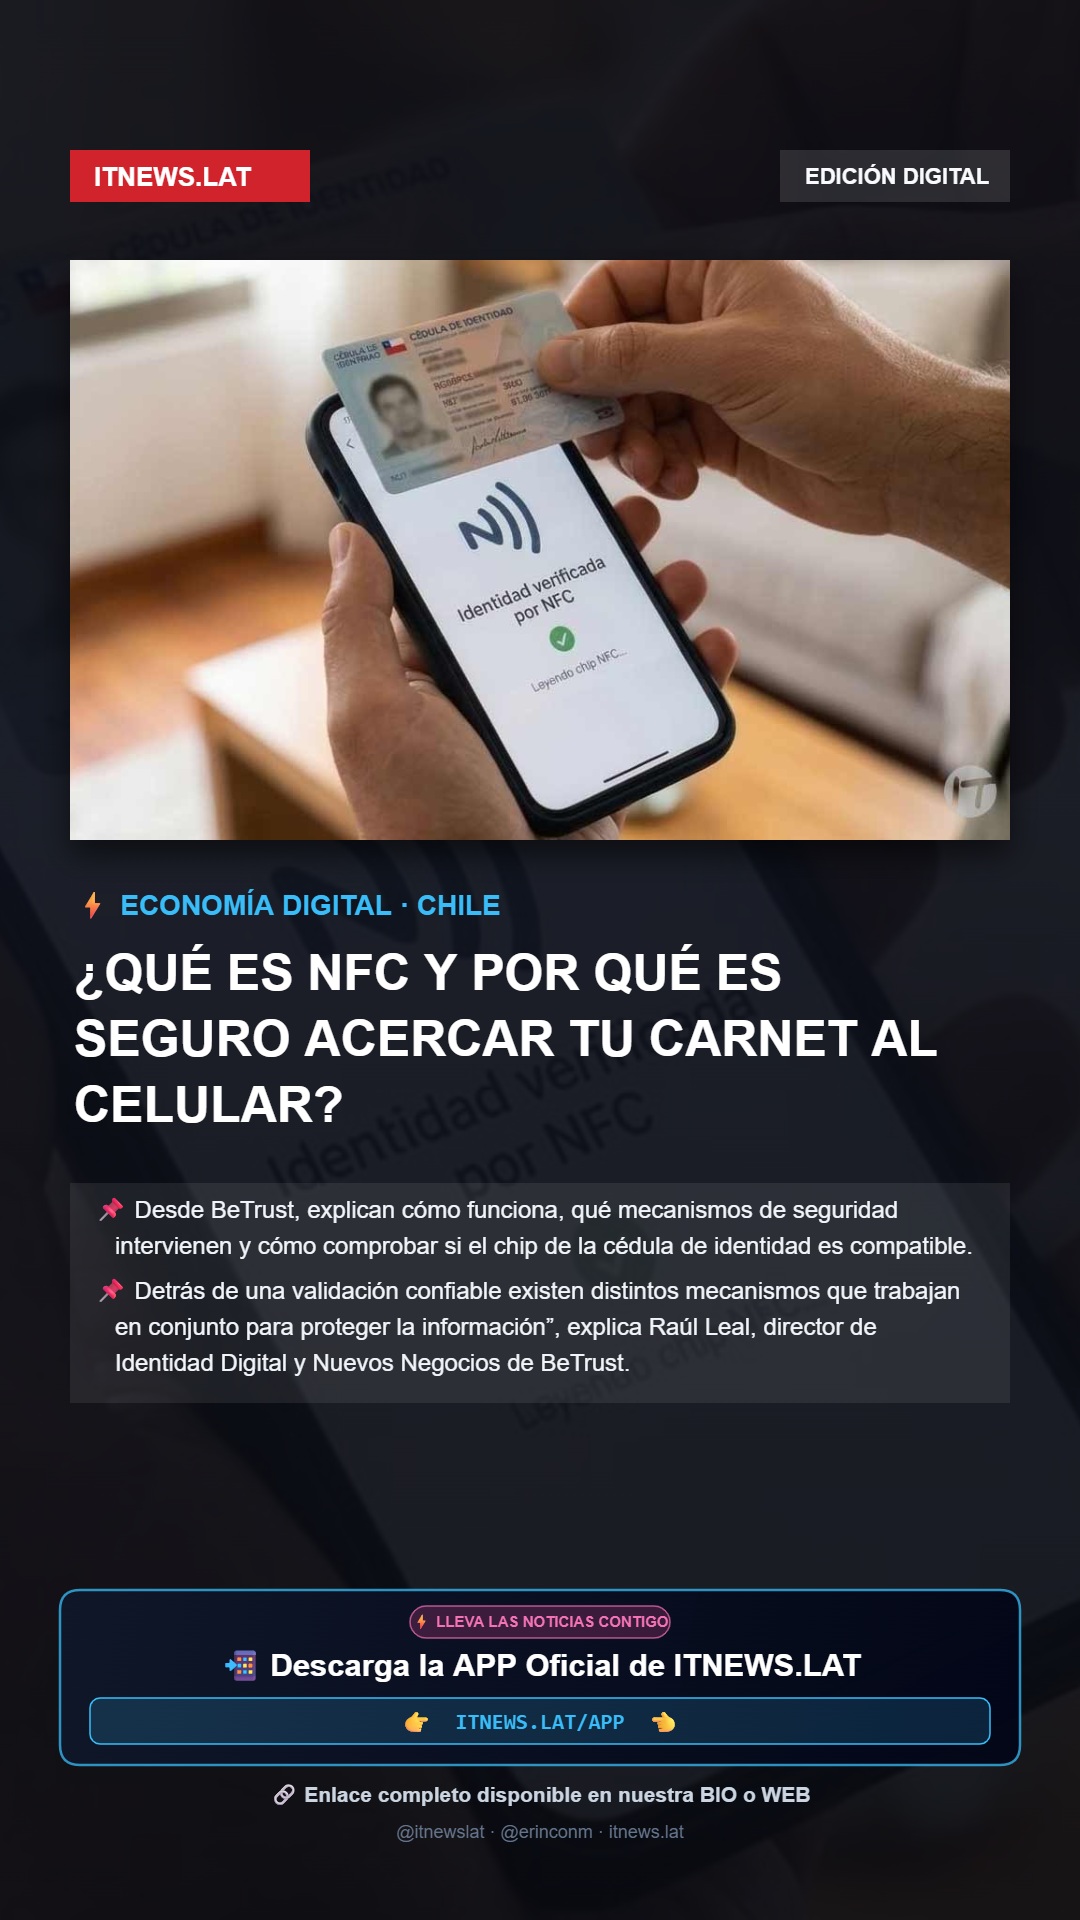 ITNEWS.LAT
EDICIÓN DIGITAL
CÉDULA DE IDENTIDAD
Identidad verificada
por NFC
Leyendo chip NFC...
ECONOMÍA DIGITAL · CHILE
¿QUÉ ES NFC Y POR QUÉ ES
SEGURO ACERCAR TU CARNET AL
CELULAR?
Desde BeTrust, explican cómo funciona, qué mecanismos de seguridad
intervienen y cómo comprobar si el chip de la cédula de identidad es compatible.
Detrás de una validación confiable existen distintos mecanismos que trabajan
en conjunto para proteger la información”, explica Raúl Leal, director de
Identidad Digital y Nuevos Negocios de BeTrust.
LLEVA LAS NOTICIAS CONTIGO
Descarga la APP Oficial de ITNEWS.LAT
ITNEWS.LAT/APP
Enlace completo disponible en nuestra BIO o WEB
@itnewslat · @erinconm · itnews.lat